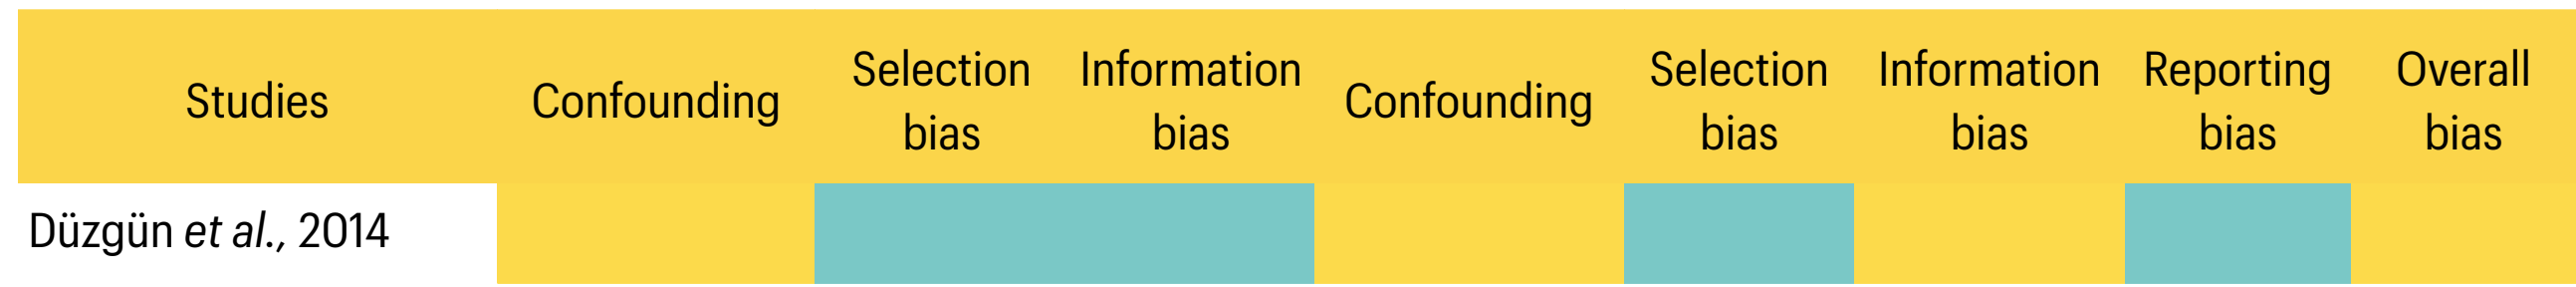 Studies
Confounding
Selection
bias
Information
bias
Confounding
Selection
bias
Information
bias
Reporting
bias
Overall
bias
Düzgün et al., 2014